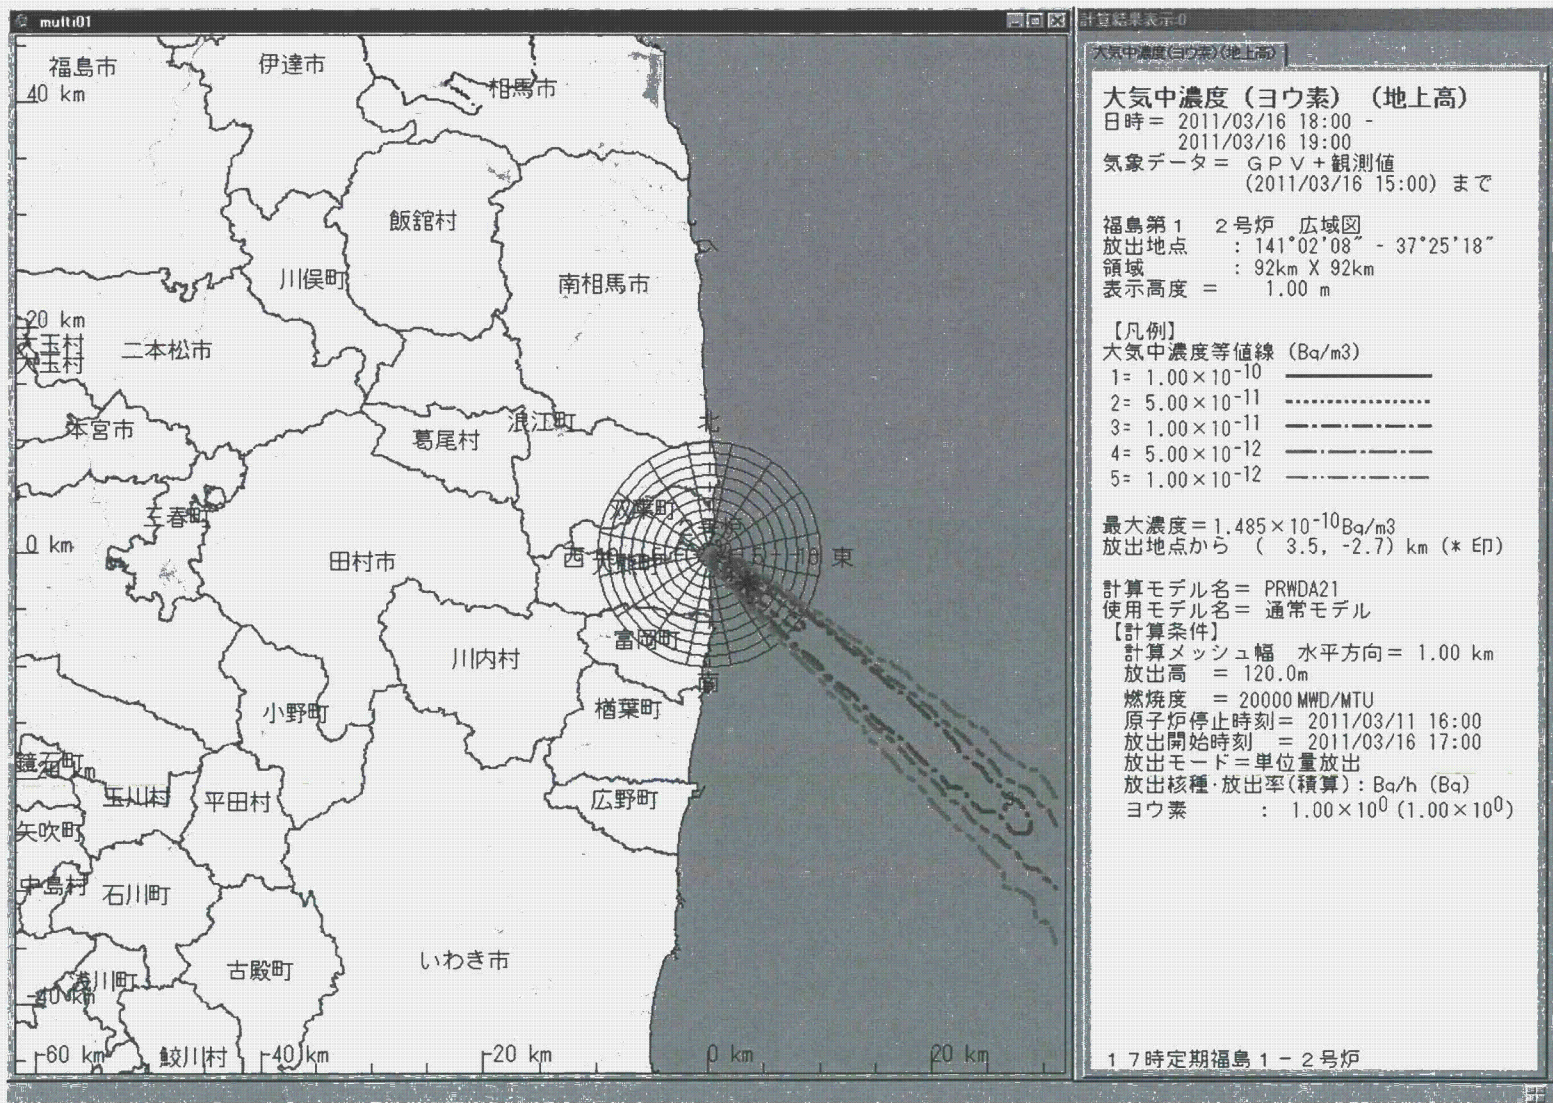 multi01
福島市
伊達市
相馬市
40 km
飯舘村
川俣町
南相馬市
20 km
大玉村
二本松市
本宮市
浪江町
北
葛尾村
三春町
双葉町
0 km
田村市
西
大熊町
東
富岡町
川内村
南
小野町
楢葉町
鏡石町
玉川村
平田村
広野町
矢吹町
中島村
石川町
いわき市
古殿町
浅川町
-40 km
-60 km
鮫川村
-40 km
-20 km
0 km
20 km
計算結果表示-0
大気中濃度(ヨウ素)(地上高)
大気中濃度（ヨウ素）（地上高）
日時＝ 2011/03/16 18:00 -
2011/03/16 19:00
気象データ＝ ＧＰＶ＋観測値
(2011/03/16 15:00) まで
福島第１ ２号炉 広域図
放出地点 : 141°02'08" - 37°25'18"
領域 : 92km X 92km
表示高度 = 1.00 m
【凡例】
大気中濃度等値線 (Bq/m3)
1= 1.00×10⁻¹⁰
2= 5.00×10⁻¹¹
3= 1.00×10⁻¹¹
4= 5.00×10⁻¹²
5= 1.00×10⁻¹²
最大濃度＝1.485×10⁻¹⁰Bq/m3
放出地点から ( 3.5, -2.7) km (* 印)
計算モデル名＝ PRWDA21
使用モデル名＝ 通常モデル
【計算条件】
計算メッシュ幅 水平方向＝ 1.00 km
放出高 ＝ 120.0m
燃焼度 ＝ 20000 MWD/MTU
原子炉停止時刻＝ 2011/03/11 16:00
放出開始時刻 ＝ 2011/03/16 17:00
放出モード＝単位量放出
放出核種･放出率(積算) : Bq/h (Bq)
ヨウ素 : 1.00×10⁰ (1.00×10⁰)
１７時定期福島１－２号炉